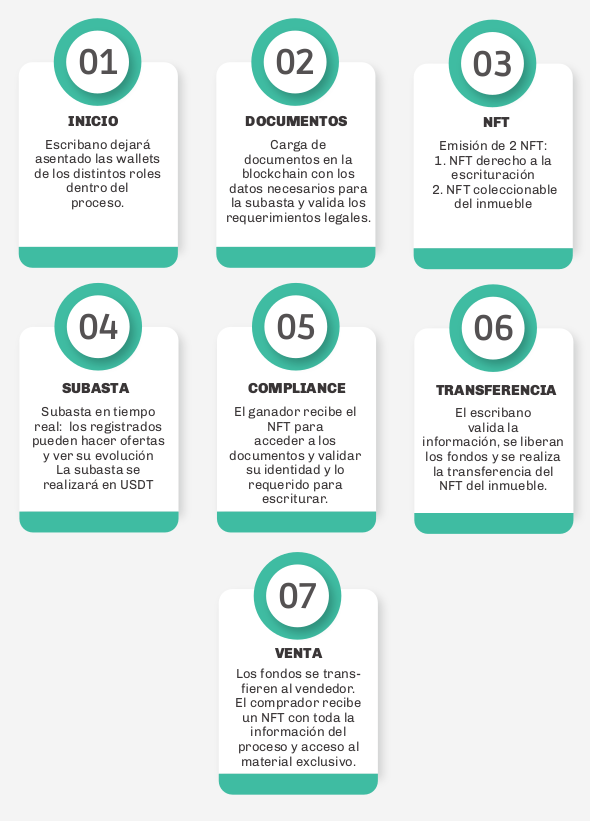 01
INICIO
Escribano dejará
asentado las wallets
de los distintos roles
dentro del
proceso.
02
DOCUMENTOS
Carga de
documentos en la
blockchain con los
datos necesarios para
la subasta y valida los
requerimientos legales.
03
NFT
Emisión de 2 NFT:
1. NFT derecho a la
escrituración
2. NFT coleccionable
del inmueble
04
SUBASTA
Subasta en tiempo
real:  los registrados
pueden hacer ofertas
y ver su evolución
La subasta se
realizará en USDT
05
COMPLIANCE
El ganador recibe el
NFT para
acceder a los
documentos y validar
su identidad y lo
requerido para
escriturar.
06
TRANSFERENCIA
El escribano
valida la
información, se liberan
los fondos y se realiza
la transferencia del
NFT del inmueble.
07
VENTA
Los fondos se trans-
fieren al vendedor.
El comprador recibe
un NFT con toda la
información del
proceso y acceso al
material exclusivo.